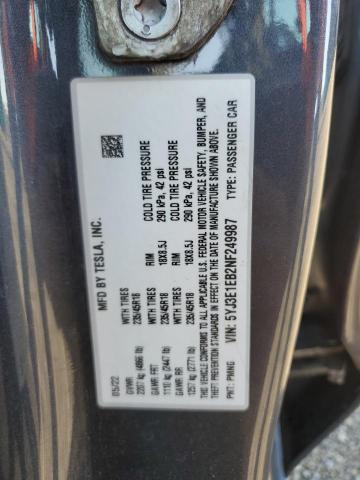 MFD BY TESLA, INC.
05/22
GVWR WITH TIRES RIM COLD TIRE PRESSURE
2207 kg (4866 lb) 235/45R18 18X8.5J 290 kPa, 42 psi
GAWR FRT WITH TIRES RIM COLD TIRE PRESSURE
1110 kg (2447 lb) 235/45R18 18X8.5J 290 kPa, 42 psi
GAWR RR
1257 kg (2771 lb)
THIS VEHICLE CONFORMS TO ALL APPLICABLE U.S. FEDERAL MOTOR VEHICLE SAFETY, BUMPER, AND
THEFT PREVENTION STANDARDS IN EFFECT ON THE DATE OF MANUFACTURE SHOWN ABOVE.
VIN: 5YJ3E1EB2NF249987 TYPE: PASSENGER CAR
PNT: PMNG